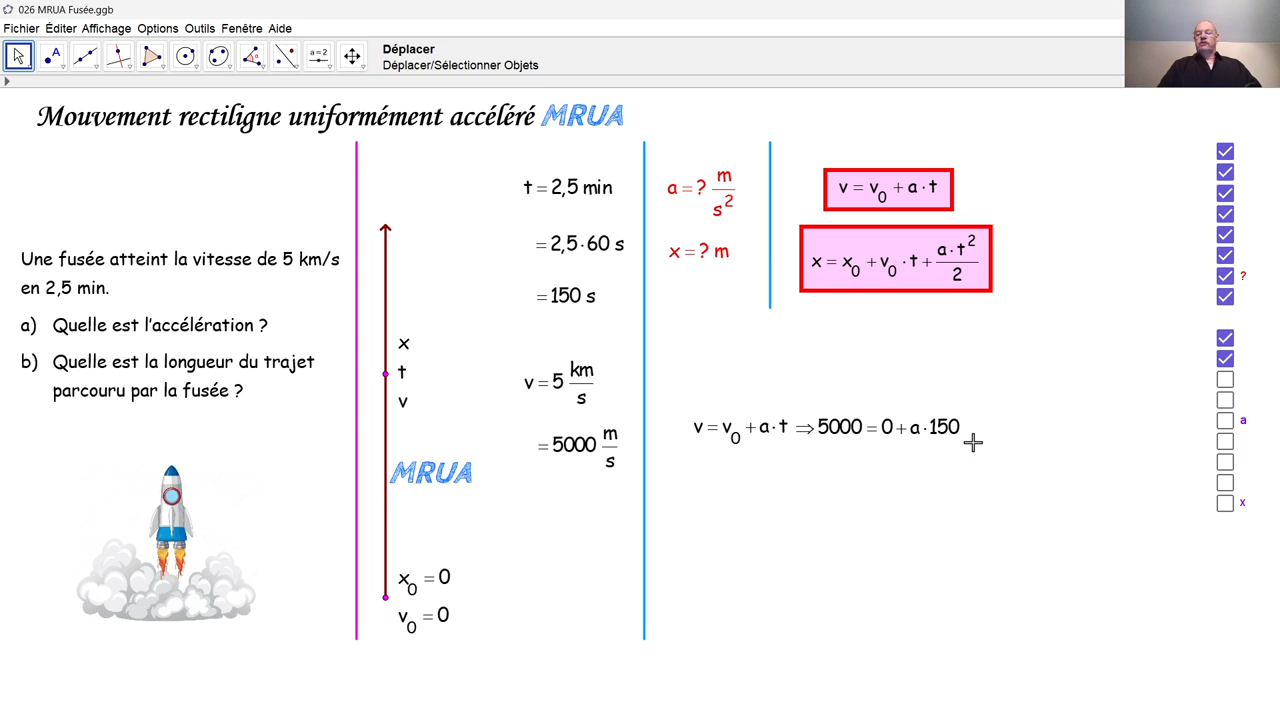 026 MRUA Fusée.ggb
Fichier Éditer Affichage Options Outils Fenêtre Aide
A
a=2
Déplacer
Déplacer/Sélectionner Objets
Mouvement rectiligne uniformément accéléré MRUA
Une fusée atteint la vitesse de 5 km/s
en 2,5 min.
a) Quelle est l'accélération ?
b) Quelle est la longueur du trajet
parcouru par la fusée ?
x
t
v
MRUA
x₀ = 0
v₀ = 0
t = 2,5 min
= 2,5·60 s
= 150 s
v = 5 km/s
= 5000 m/s
a = ? m/s²
x = ? m
v = v₀ + a·t
x = x₀ + v₀·t + a·t²/2
v = v₀ + a·t ⇒ 5000 = 0 + a·150
?
a
x